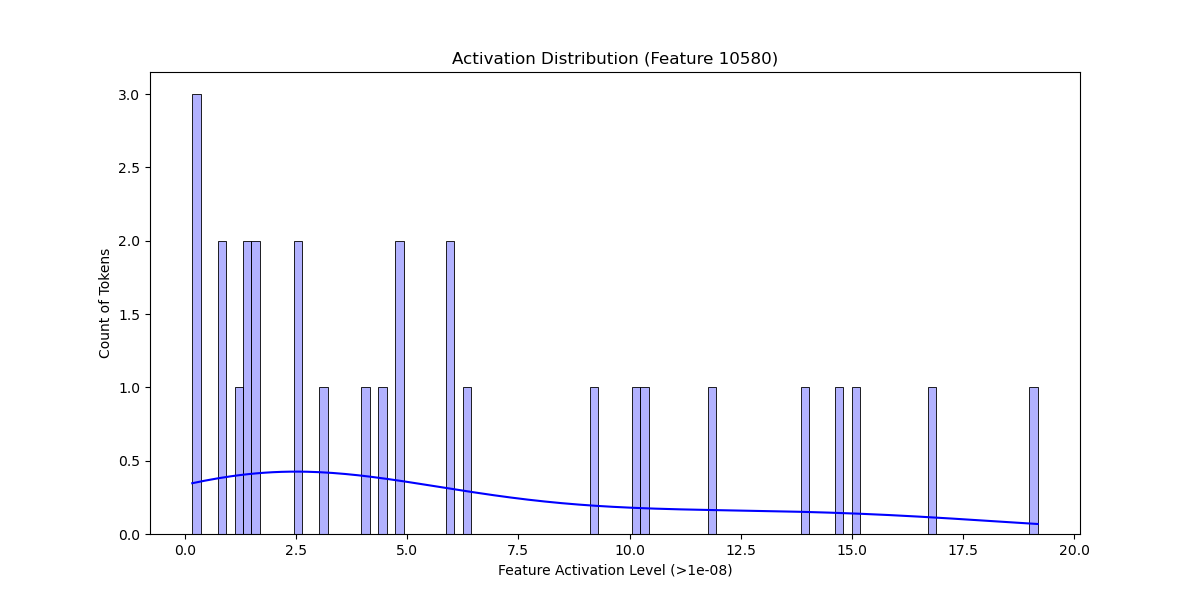 Activation Distribution (Feature 10580)
3.0
2.5
2.0
1.5
1.0
0.5
0.0
Count of Tokens
0.0 2.5 5.0 7.5 10.0 12.5 15.0 17.5 20.0
Feature Activation Level (>1e-08)